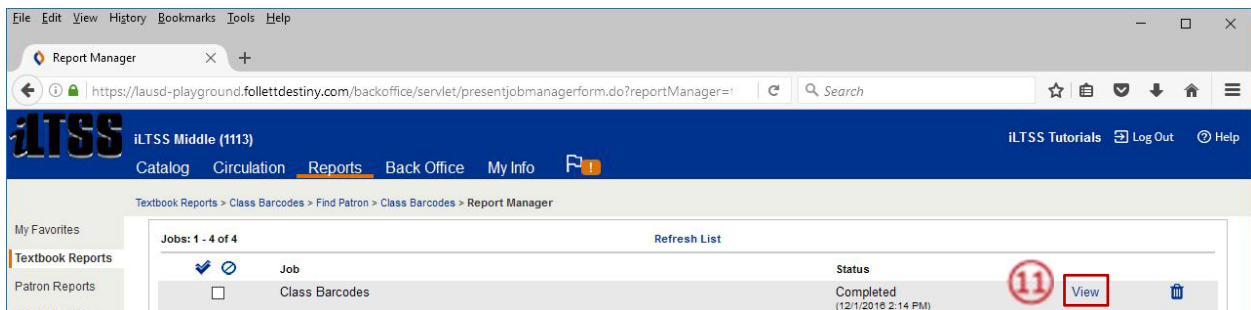 File Edit View History Bookmarks Tools Help
Report Manager
https://lausd-playground.follettdestiny.com/backoffice/servlet/presentjobmanagerform.do?reportManager=
Search
iLTSS
iLTSS Middle (1113)
iLTSS Tutorials Log Out Help
Catalog Circulation Reports Back Office My Info
Textbook Reports > Class Barcodes > Find Patron > Class Barcodes > Report Manager
My Favorites
Jobs: 1 - 4 of 4 Refresh List
Textbook Reports
Job Status
Patron Reports
Class Barcodes Completed 11 View
(12/1/2016 2:14 PM)